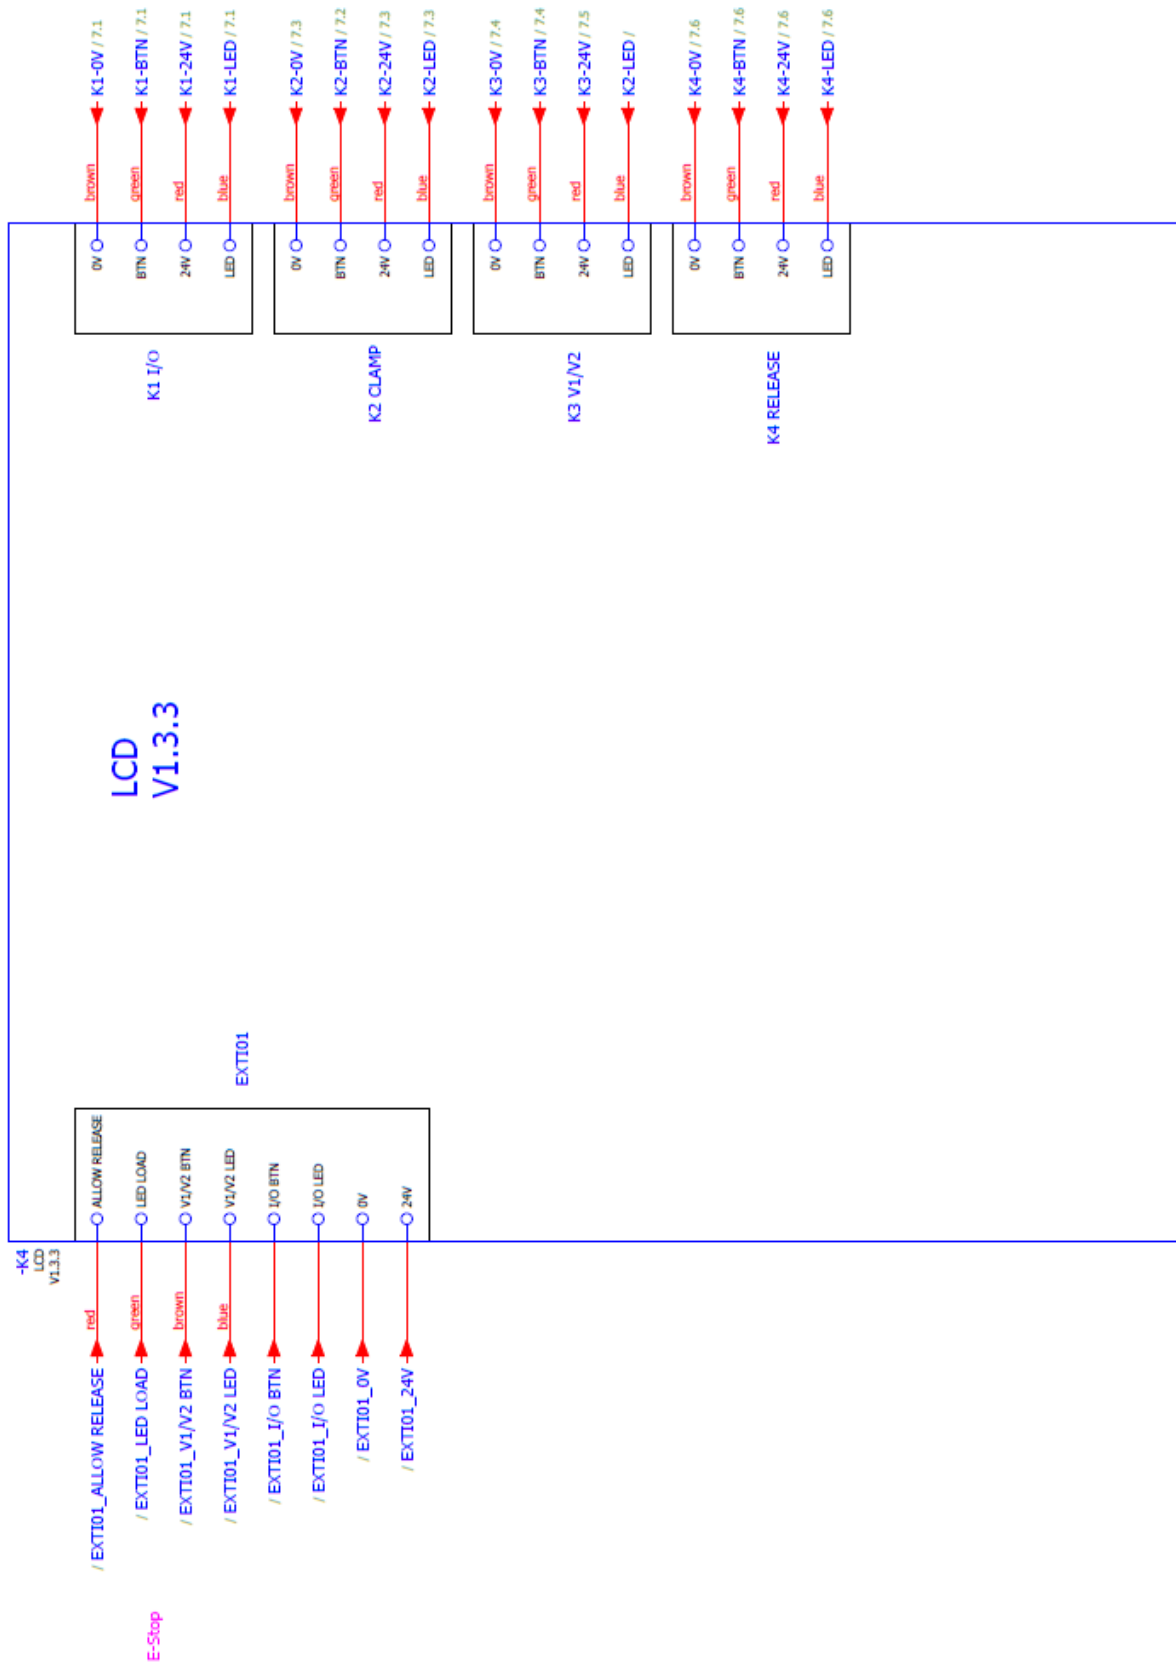 K1-0V / 7.1
K1-BTN / 7.1
K1-24V / 7.1
K1-LED / 7.1
K2-0V / 7.3
K2-BTN / 7.2
K2-24V / 7.3
K2-LED / 7.3
K3-0V / 7.4
K3-BTN / 7.4
K3-24V / 7.5
K2-LED /
K4-0V / 7.6
K4-BTN / 7.6
K4-24V / 7.6
K4-LED / 7.6
brown
green
red
blue
brown
green
red
blue
brown
green
red
blue
brown
green
red
blue
0V
BTN
24V
LED
0V
BTN
24V
LED
0V
BTN
24V
LED
0V
BTN
24V
LED
K1 I/O
K2 CLAMP
K3 V1/V2
K4 RELEASE
LCD
V1.3.3
EXTI01
ALLOW RELEASE
LED LOAD
V1/V2 BTN
V1/V2 LED
I/O BTN
I/O LED
0V
24V
-K4
LCD
V1.3.3
red
green
brown
blue
/ EXTI01_ALLOW RELEASE
/ EXTI01_LED LOAD
/ EXTI01_V1/V2 BTN
/ EXTI01_V1/V2 LED
/ EXTI01_I/O BTN
/ EXTI01_I/O LED
/ EXTI01_0V
/ EXTI01_24V
E-Stop